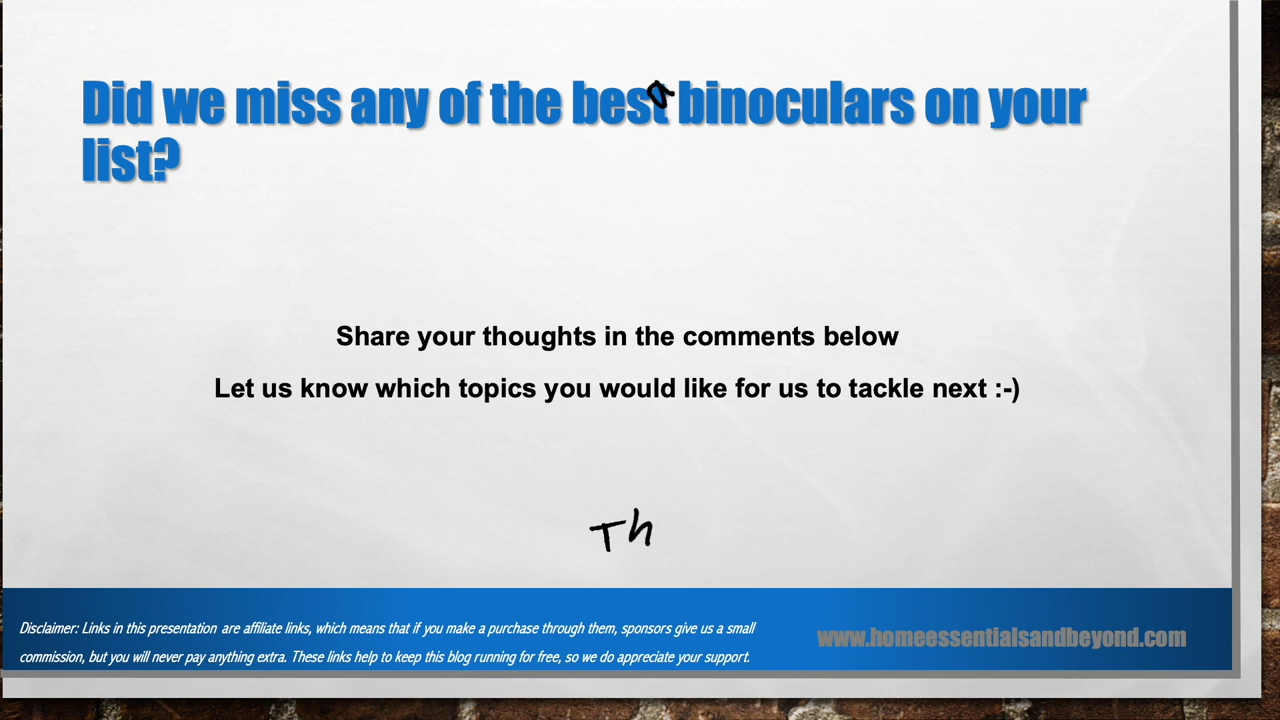 Did we miss any of the best binoculars on your
list?
Share your thoughts in the comments below
Let us know which topics you would like for us to tackle next :-)
Th
Disclaimer: Links in this presentation are affiliate links, which means that if you make a purchase through them, sponsors give us a small
commission, but you will never pay anything extra. These links help to keep this blog running for free, so we do appreciate your support.
www.homeessentialsandbeyond.com